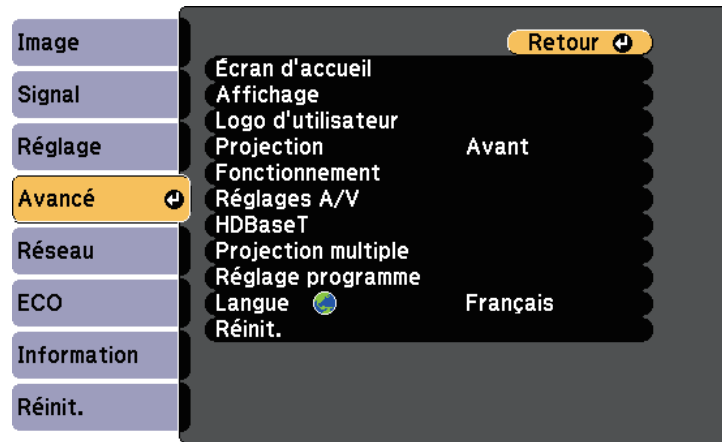 Image
Signal
Réglage
Avancé
Réseau
ECO
Information
Réinit.
Retour
Écran d'accueil
Affichage
Logo d'utilisateur
Projection Avant
Fonctionnement
Réglages A/V
HDBaseT
Projection multiple
Réglage programme
Langue Français
Réinit.